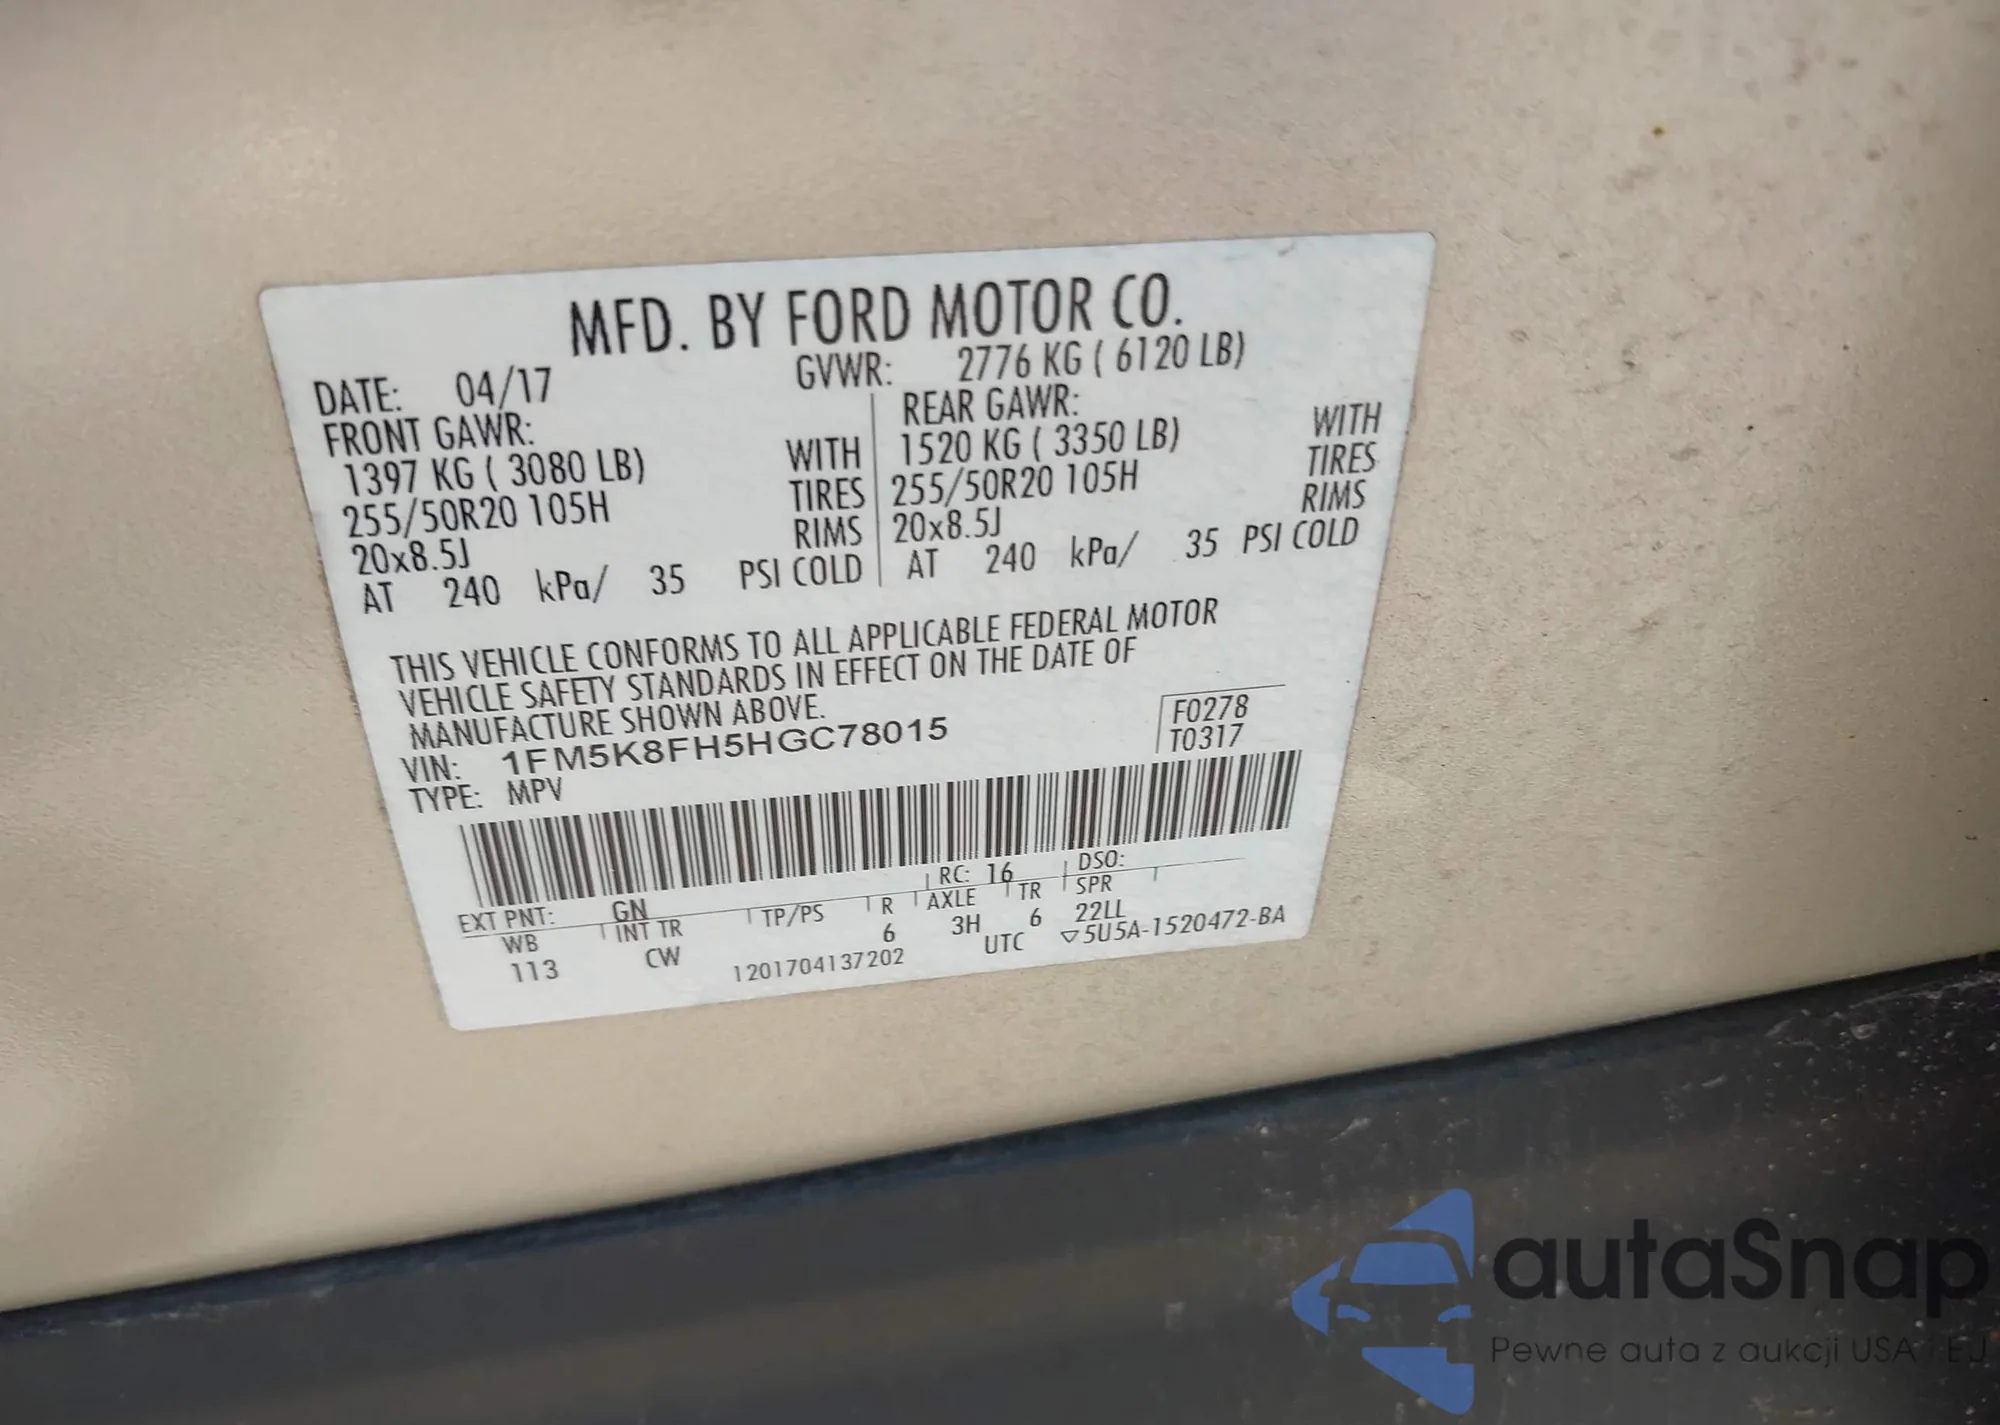 MFD. BY FORD MOTOR CO.
DATE: 04/17 GVWR: 2776 KG ( 6120 LB)
FRONT GAWR: REAR GAWR:
1397 KG ( 3080 LB) WITH 1520 KG ( 3350 LB) WITH
255/50R20 105H TIRES 255/50R20 105H TIRES
20x8.5J RIMS 20x8.5J RIMS
AT 240 kPa/ 35 PSI COLD AT 240 kPa/ 35 PSI COLD
THIS VEHICLE CONFORMS TO ALL APPLICABLE FEDERAL MOTOR
VEHICLE SAFETY STANDARDS IN EFFECT ON THE DATE OF
MANUFACTURE SHOWN ABOVE.
F0278
VIN: 1FM5K8FH5HGC78015
T0317
TYPE: MPV
EXT PNT: GN RC: 16 DSO:
WB INT TR TP/PS R AXLE TR SPR
113 CW 6 3H 6 22LL
1201704137202 UTC ▽5U5A-1520472-BA
autaSnap
Pewne auta z aukcji USA i EU